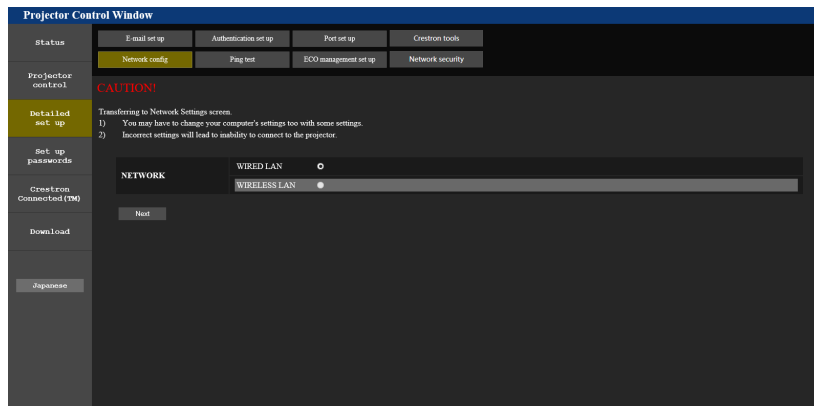 Projector Control Window
Status
Projector
control
Detailed
set up
Set up
passwords
Crestron
Connected(TM)
Download
Japanese
E-mail set up
Authentication set up
Port set up
Crestron tools
Network config
Ping test
ECO management set up
Network security
CAUTION!
Transferring to Network Settings screen.
1) You may have to change your computer's settings too with some settings.
2) Incorrect settings will lead to inability to connect to the projector.
NETWORK
WIRED LAN
WIRELESS LAN
Next